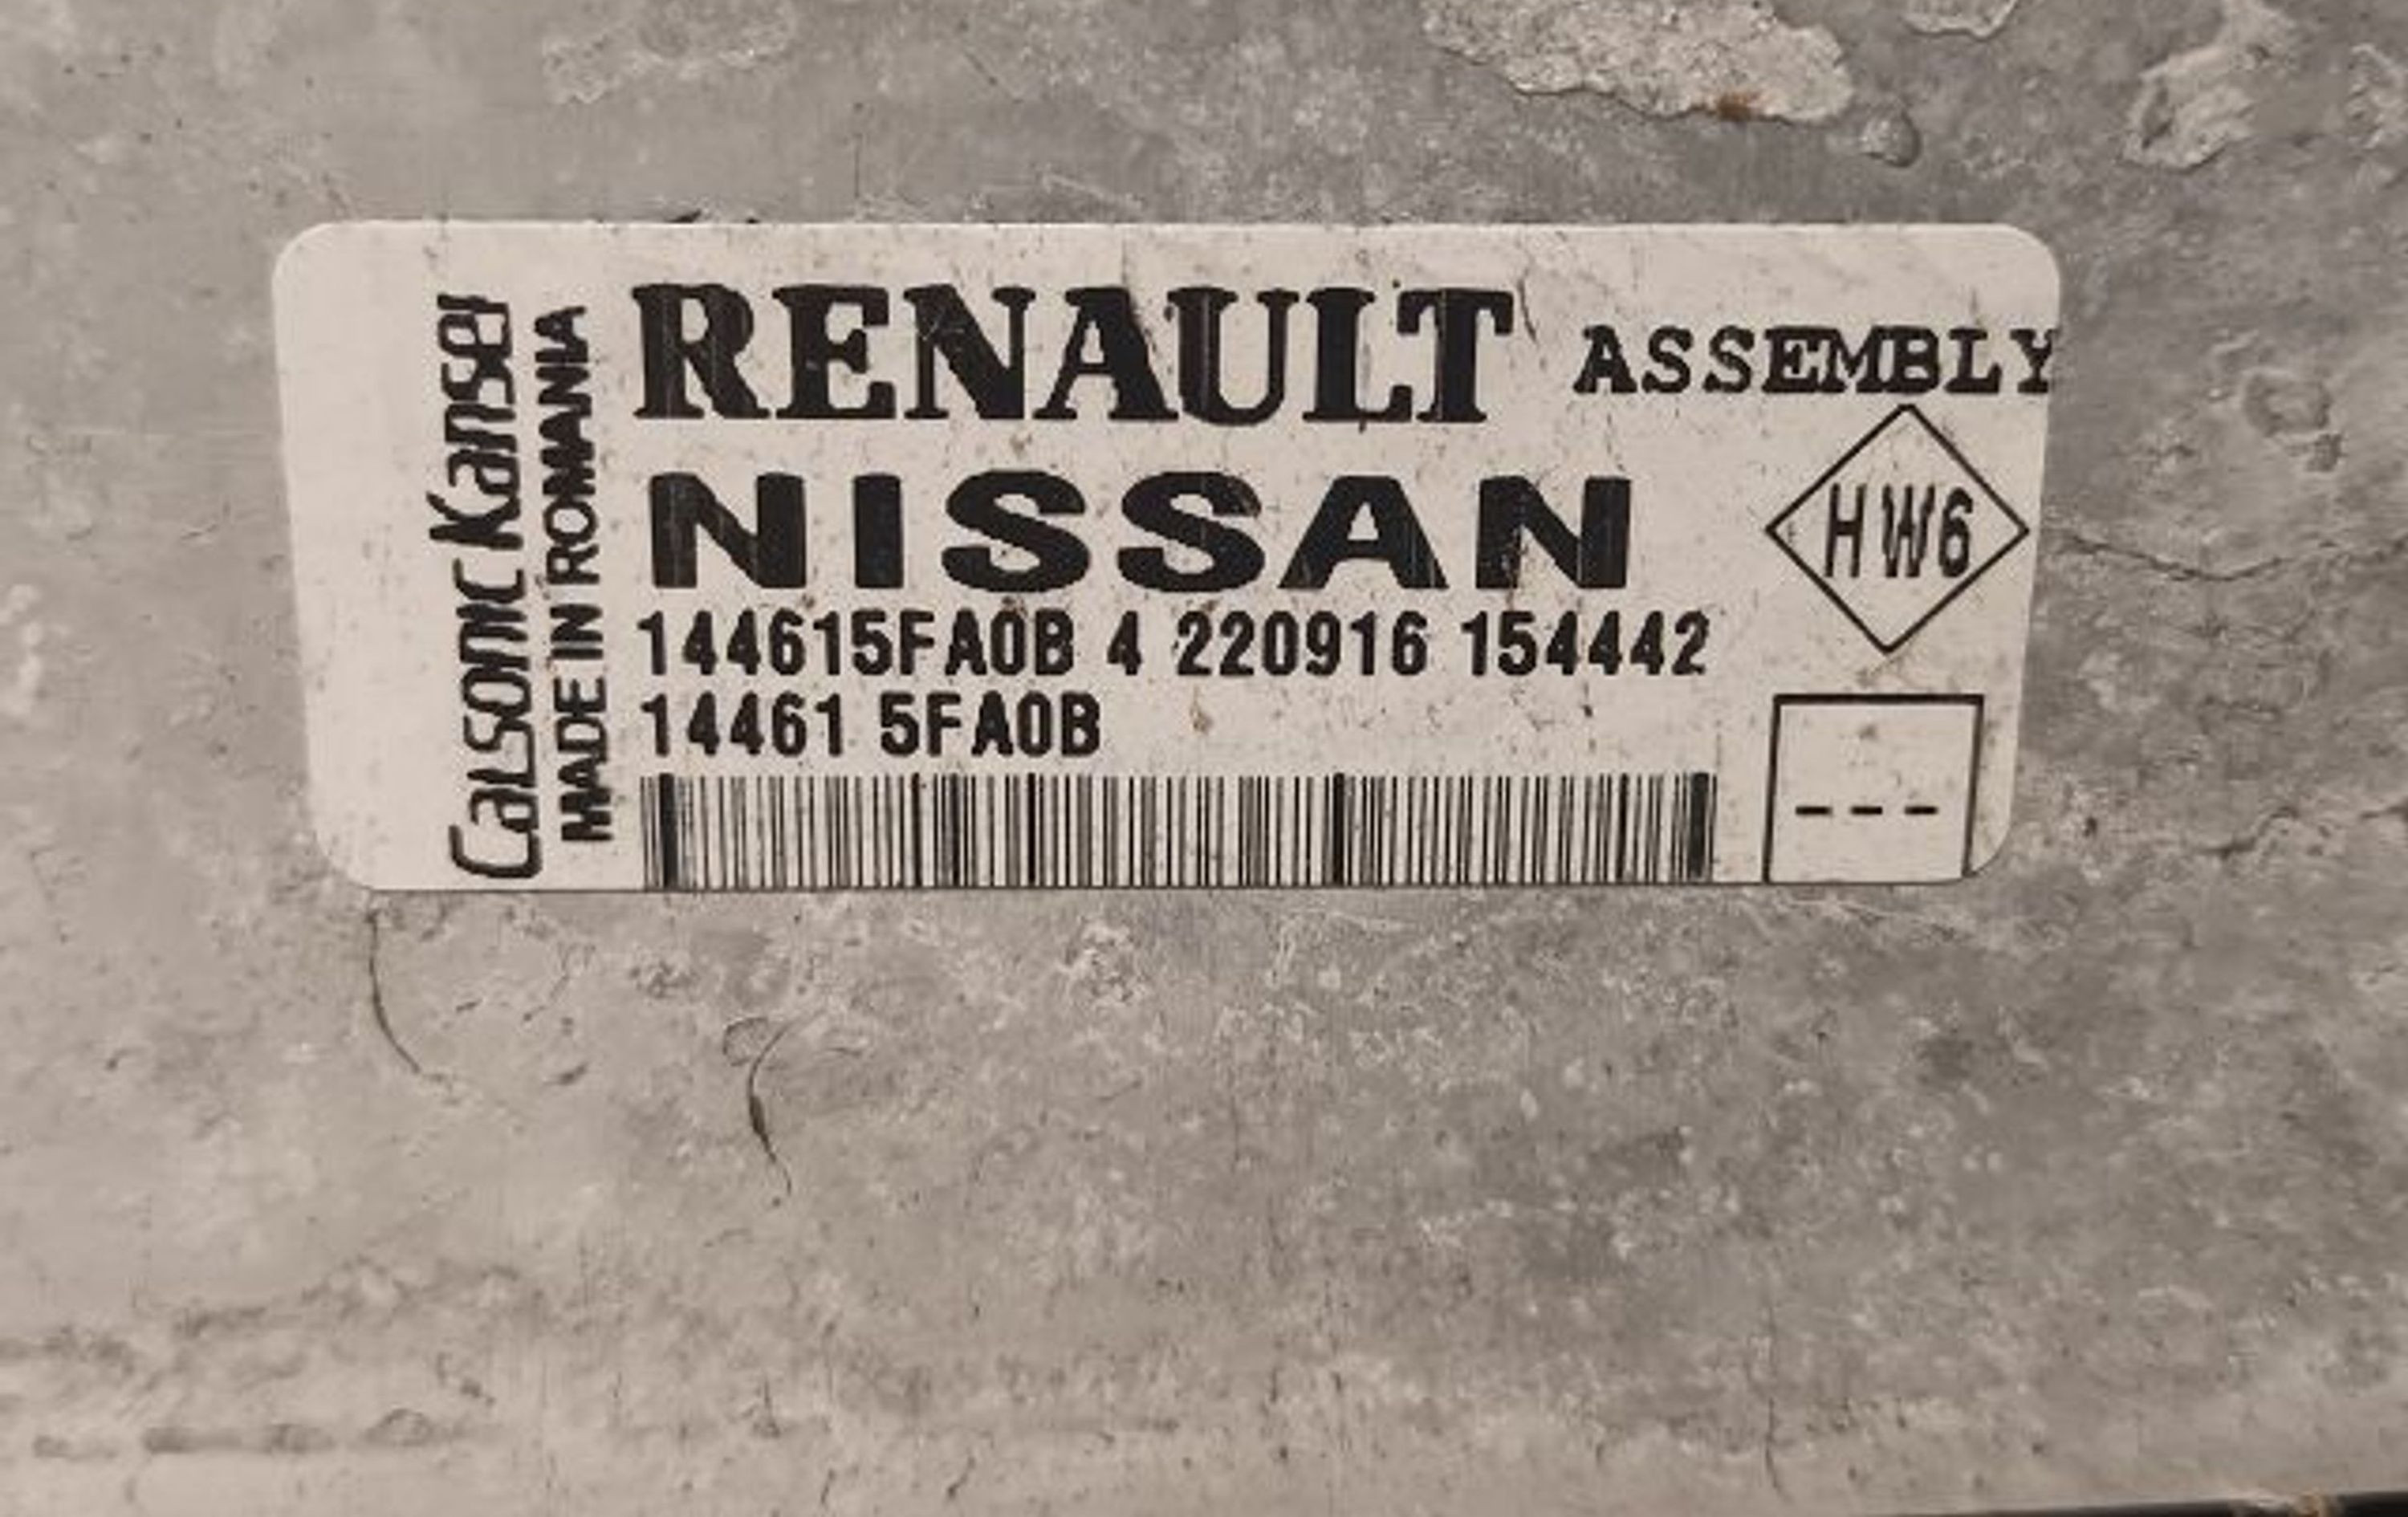 Calsonic Kansei
MADE IN ROMANIA
RENAULT ASSEMBLY
NISSAN
HW6
144615FA0B 4 220916 154442
14461 5FA0B
---